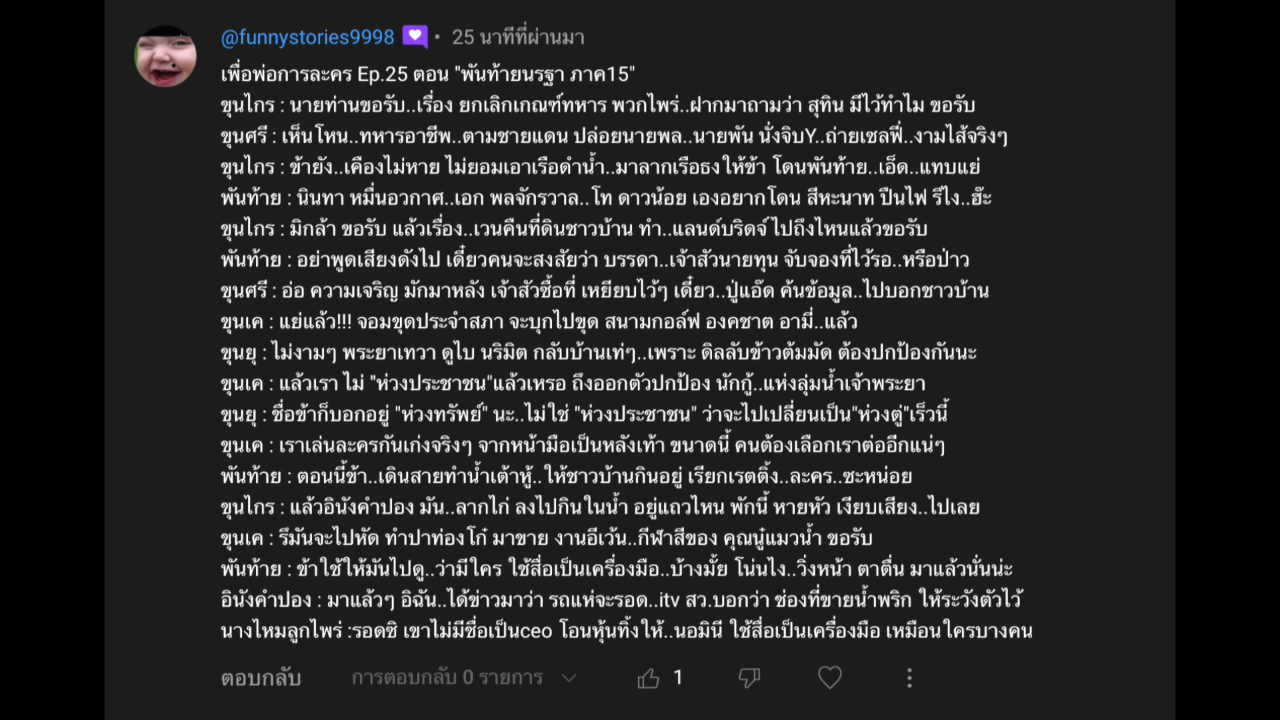 @funnystories9998 • 25 นาทีที่ผ่านมา
เพื่อพ่อการละคร Ep.25 ตอน "พันท้ายนรฐา ภาค15"
ขุนไกร : นายท่านขอรับ..เรื่อง ยกเลิกเกณฑ์ทหาร พวกไพร่..ฝากมาถามว่า สุทิน มีไว้ทำไม ขอรับ
ขุนศรี : เห็นโหน..ทหารอาชีพ..ตามชายแดน ปล่อยนายพล..นายพัน นั่งจิบY..ถ่ายเซลฟี่..งามไส้จริงๆ
ขุนไกร : ข้ายัง..เคืองไม่หาย ไม่ยอมเอาเรือดำน้ำ..มาลากเรือธงให้ข้า โดนพันท้าย..เอ็ด..แทบแย่
พันท้าย : นินทา หมื่นอวกาศ..เอก พลจักรวาล..โท ดาวน้อย เองอยากโดน สีหะนาท ปืนไฟ รึไง..ฮ๊ะ
ขุนไกร : มิกล้า ขอรับ แล้วเรื่อง..เวนคืนที่ดินชาวบ้าน ทำ..แลนด์บริดจ์ ไปถึงไหนแล้วขอรับ
พันท้าย : อย่าพูดเสียงดังไป เดี๋ยวคนจะสงสัยว่า บรรดา..เจ้าสัวนายทุน จับจองที่ไว้รอ..หรือป่าว
ขุนศรี : อ่อ ความเจริญ มักมาหลัง เจ้าสัวซื้อที่ เหยียบไว้ๆ เดี๋ยว..ปู่แอ๊ด ค้นข้อมูล..ไปบอกชาวบ้าน
ขุนเค : แย่แล้ว!!! จอมขุดประจำสภา จะบุกไปขุด สนามกอล์ฟ องคชาต อามี่..แล้ว
ขุนยุ : ไม่งามๆ พระยาเทวา ดูไบ นริมิต กลับบ้านเท่ๆ..เพราะ ดิลลับข้าวต้มมัด ต้องปกป้องกันนะ
ขุนเค : แล้วเรา ไม่ "ห่วงประชาชน"แล้วเหรอ ถึงออกตัวปกป้อง นักกู้..แห่งลุ่มน้ำเจ้าพระยา
ขุนยุ : ชื่อข้าก็บอกอยู่ "ห่วงทรัพย์" นะ..ไม่ใช่ "ห่วงประชาชน" ว่าจะไปเปลี่ยนเป็น"ห่วงตู่"เร็วนี้
ขุนเค : เราเล่นละครกันเก่งจริงๆ จากหน้ามือเป็นหลังเท้า ขนาดนี้ คนต้องเลือกเราต่ออีกแน่ๆ
พันท้าย : ตอนนี้ข้า..เดินสายทำน้ำเต้าหู้..ให้ชาวบ้านกินอยู่ เรียกเรตติ้ง..ละคร..ซะหน่อย
ขุนไกร : แล้วอินังคำปอง มัน..ลากไก่ ลงไปกินในน้ำ อยู่แถวไหน พักนี้ หายหัว เงียบเสียง..ไปเลย
ขุนเค : รึมันจะไปหัด ทำปาท่องโก๋ มาขาย งานอีเว้น..กีฬาสีของ คุณนู๋แมวน้ำ ขอรับ
พันท้าย : ข้าใช้ให้มันไปดู..ว่ามีใคร ใช้สื่อเป็นเครื่องมือ..บ้างมั้ย โน่นไง..วิ่งหน้า ตาตื่น มาแล้วนั่นน่ะ
อินังคำปอง : มาแล้วๆ อิฉัน..ได้ข่าวมาว่า รถแห่จะรอด..itv สว.บอกว่า ช่องที่ขายน้ำพริก ให้ระวังตัวไว้
นางไหมลูกไพร่ :รอดซิ เขาไม่มีชื่อเป็นceo โอนหุ้นทิ้งให้..นอมินี ใช้สื่อเป็นเครื่องมือ เหมือนใครบางคน
ตอบกลับ การตอบกลับ 0 รายการ 1